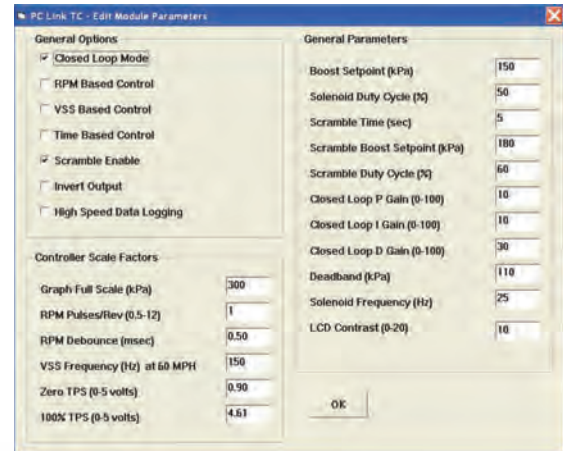 PC Link TC - Edit Module Parameters
General Options
Closed Loop Mode
RPM Based Control
VSS Based Control
Time Based Control
Scramble Enable
Invert Output
High Speed Data Logging
Controller Scale Factors
Graph Full Scale (kPa) 300
RPM Pulses/Rev (0.5-12) 1
RPM Debounce (msec) 0.50
VSS Frequency (Hz) at 60 MPH 150
Zero TPS (0-5 volts) 0.90
100% TPS (0-5 volts) 4.61
General Parameters
Boost Setpoint (kPa) 150
Solenoid Duty Cycle (%) 50
Scramble Time (sec) 5
Scramble Boost Setpoint (kPa) 180
Scramble Duty Cycle (%) 60
Closed Loop P Gain (0-100) 10
Closed Loop I Gain (0-100) 10
Closed Loop D Gain (0-100) 30
Deadband (kPa) 110
Solenoid Frequency (Hz) 25
LCD Contrast (0-20) 10
OK